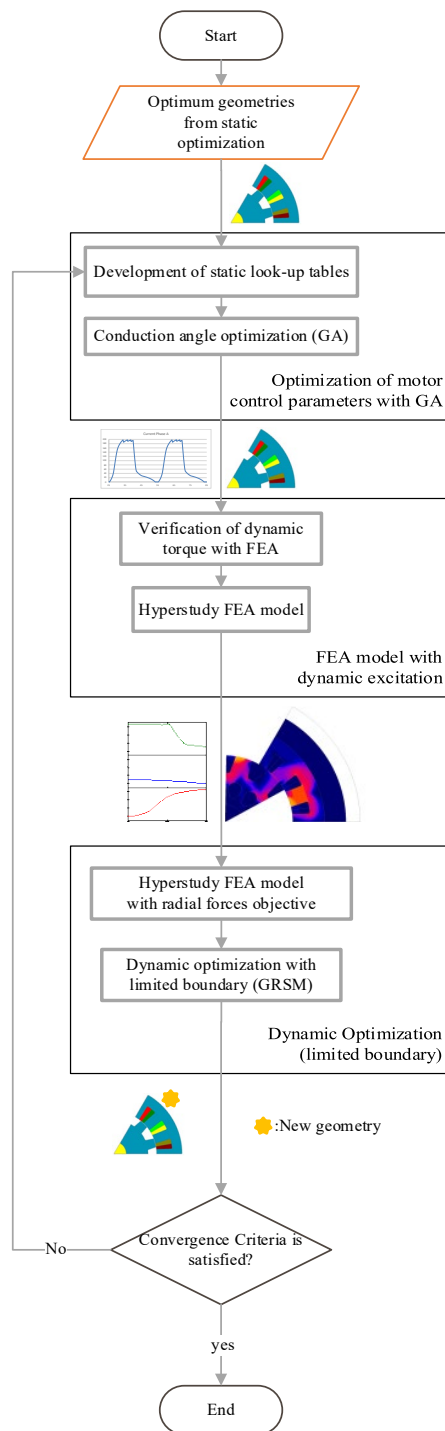 Start
Optimum geometries
from static
optimization
Development of static look-up tables
Conduction angle optimization (GA)
Optimization of motor
control parameters with GA
Verification of dynamic
torque with FEA
Hyperstudy FEA model
FEA model with
dynamic excitation
Hyperstudy FEA model
with radial forces objective
Dynamic optimization with
limited boundary (GRSM)
Dynamic Optimization
(limited boundary)
:New geometry
Convergence Criteria is
satisfied?
No
yes
End